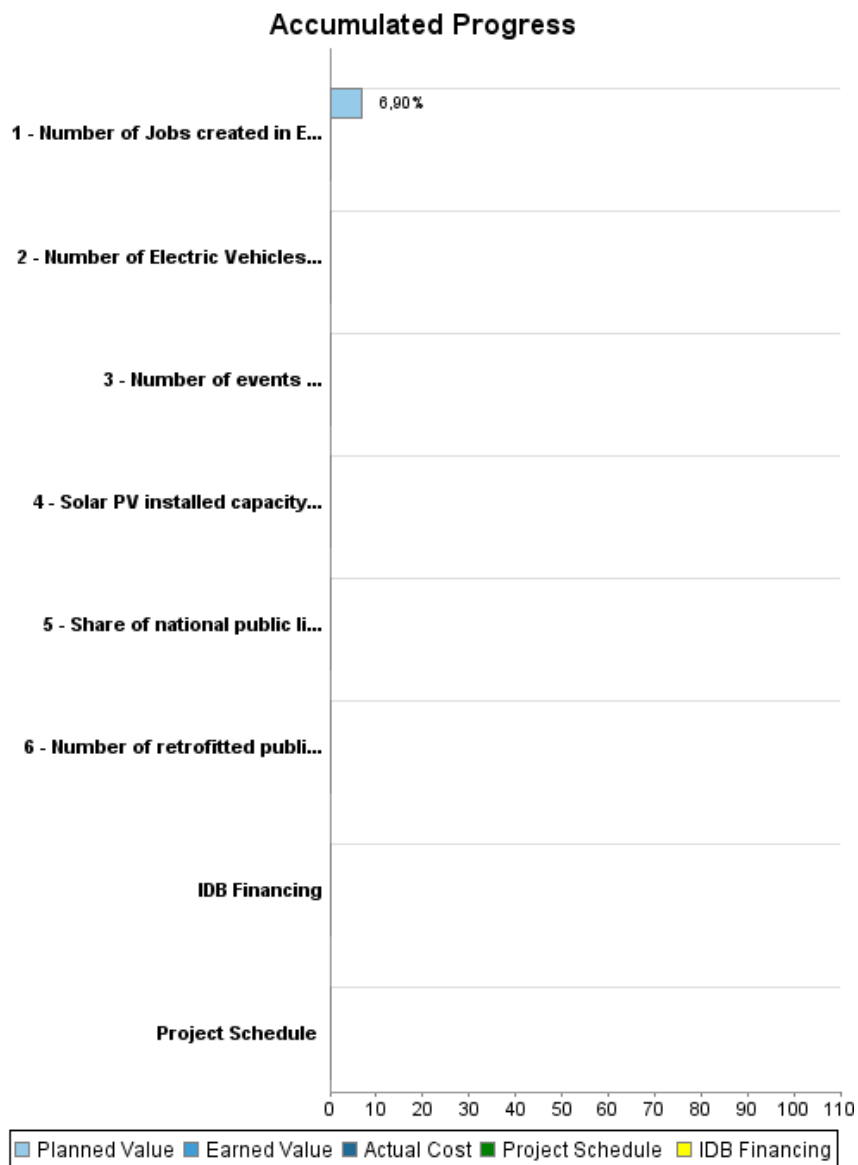 Accumulated Progress
6,90%
1 - Number of Jobs created in E...
2 - Number of Electric Vehicles...
3 - Number of events ...
4 - Solar PV installed capacity...
5 - Share of national public li...
6 - Number of retrofitted publi...
IDB Financing
Project Schedule
0 10 20 30 40 50 60 70 80 90 100 110
Planned Value Earned Value Actual Cost Project Schedule IDB Financing